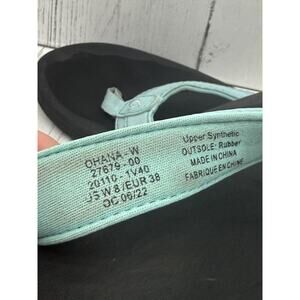 OHANA - W
27679 - 00
20110 - 1V40
US W 8 / EUR 38
OC 06/22
Upper:Synthetic
OUTSOLE: Rubber
MADE IN CHINA
FABRIQUE EN CHINE